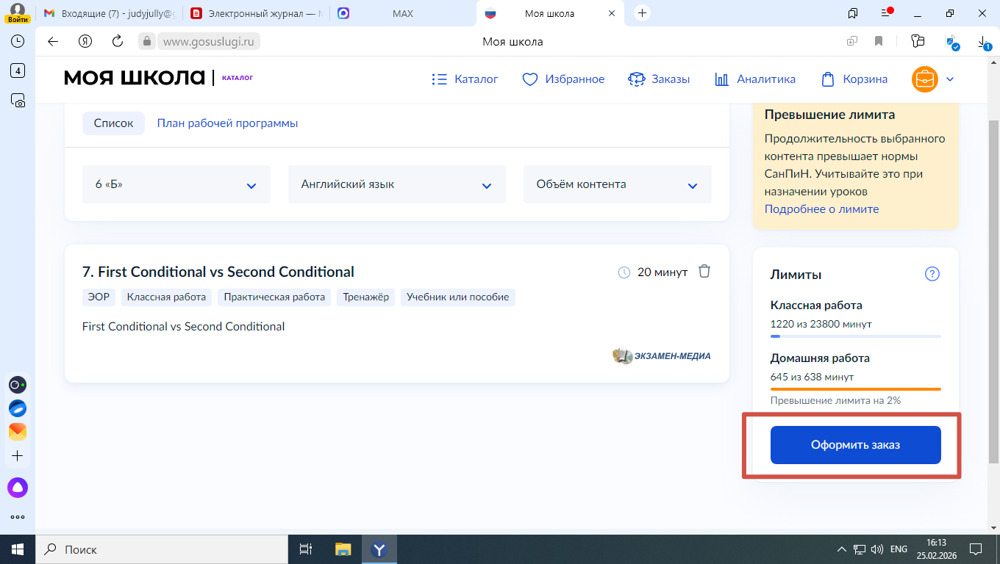 Войти
Входящие (7) - judyjully@g
Электронный журнал —
MAX
Моя школа
4
www.gosuslugi.ru
Моя школа
1
МОЯ ШКОЛА
КАТАЛОГ
Каталог
Избранное
Заказы
Аналитика
Корзина
Список
План рабочей программы
6 «Б»
Английский язык
Объём контента
Превышение лимита
Продолжительность выбранного
контента превышает нормы
СанПиН. Учитывайте это при
назначении уроков
Подробнее о лимите
7. First Conditional vs Second Conditional
20 минут
ЭОР
Классная работа
Практическая работа
Тренажёр
Учебник или пособие
First Conditional vs Second Conditional
ЭКЗАМЕН-МЕДИА
Лимиты
Классная работа
1220 из 23800 минут
Домашняя работа
645 из 638 минут
Превышение лимита на 2%
Оформить заказ
Поиск
ENG
16:13
25.02.2026